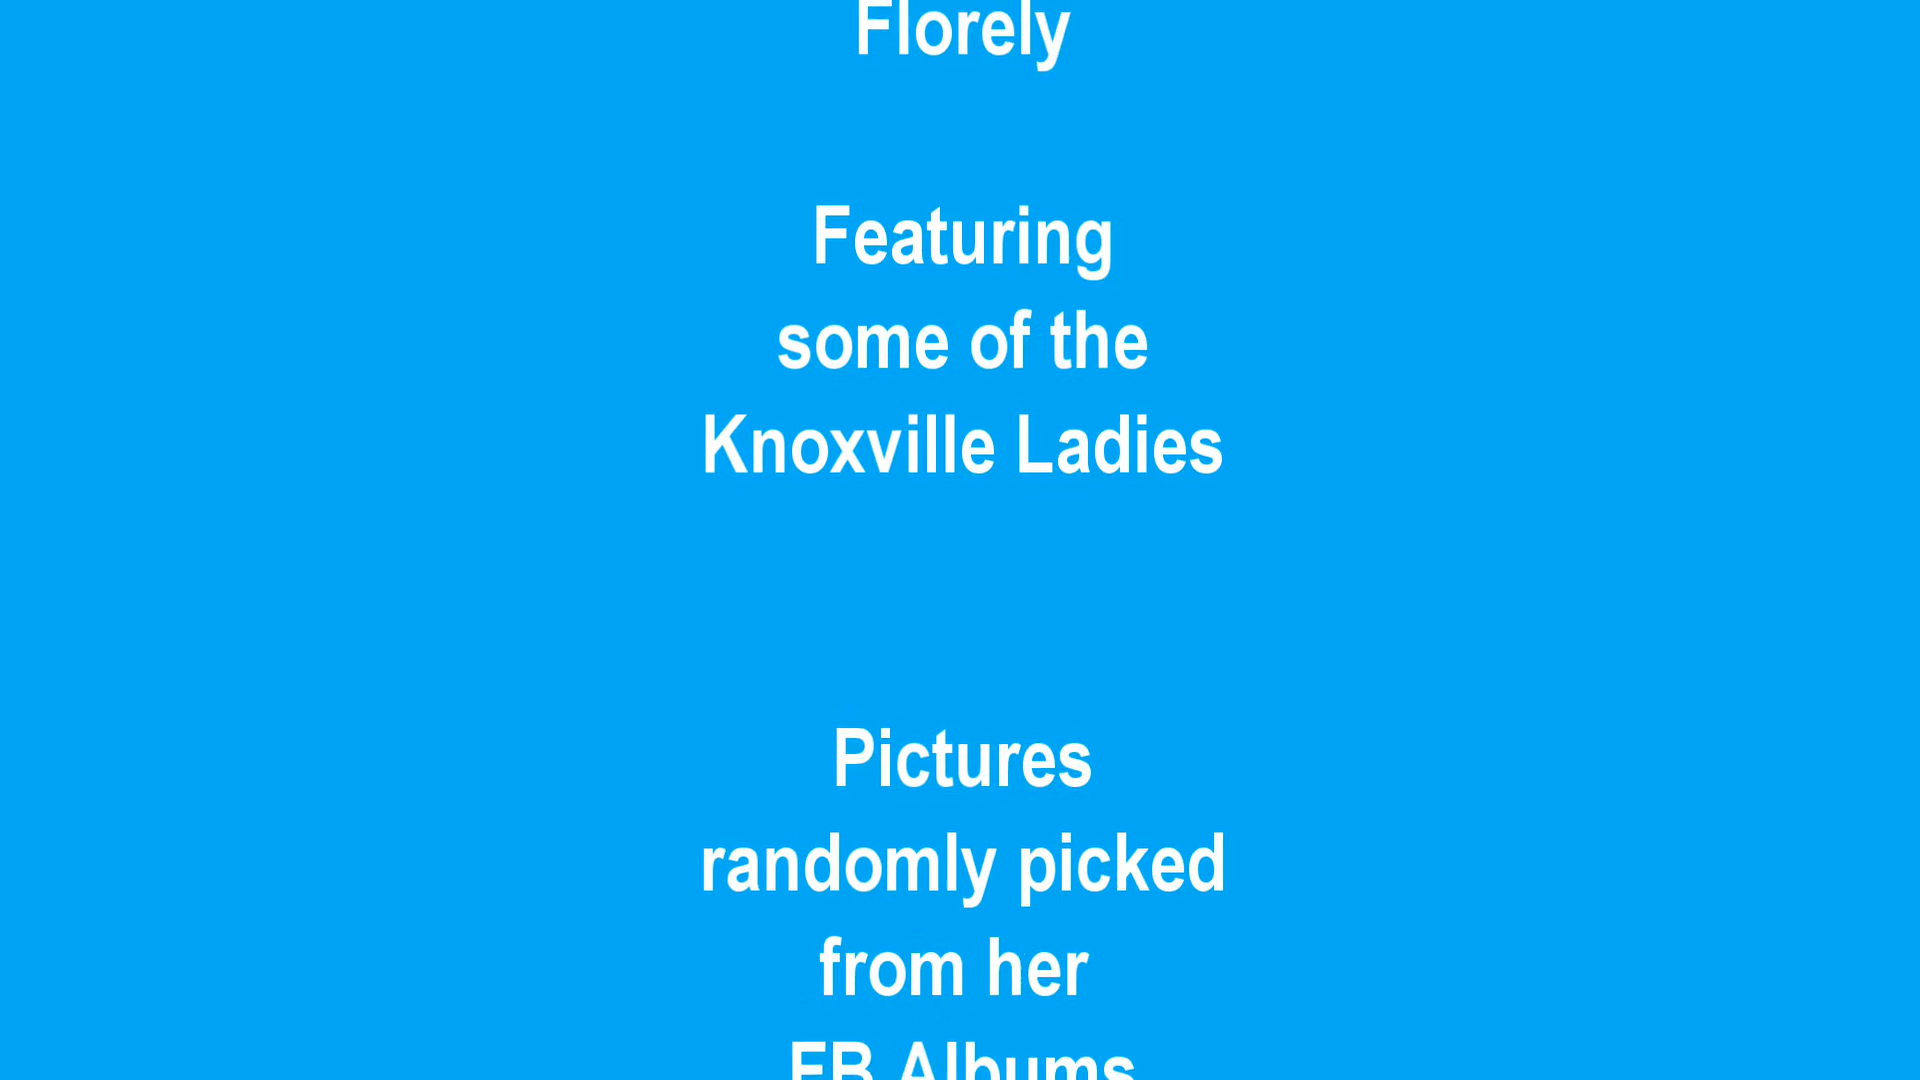 Florely
Featuring
some of the
Knoxville Ladies
Pictures
randomly picked
from her
FB Albums